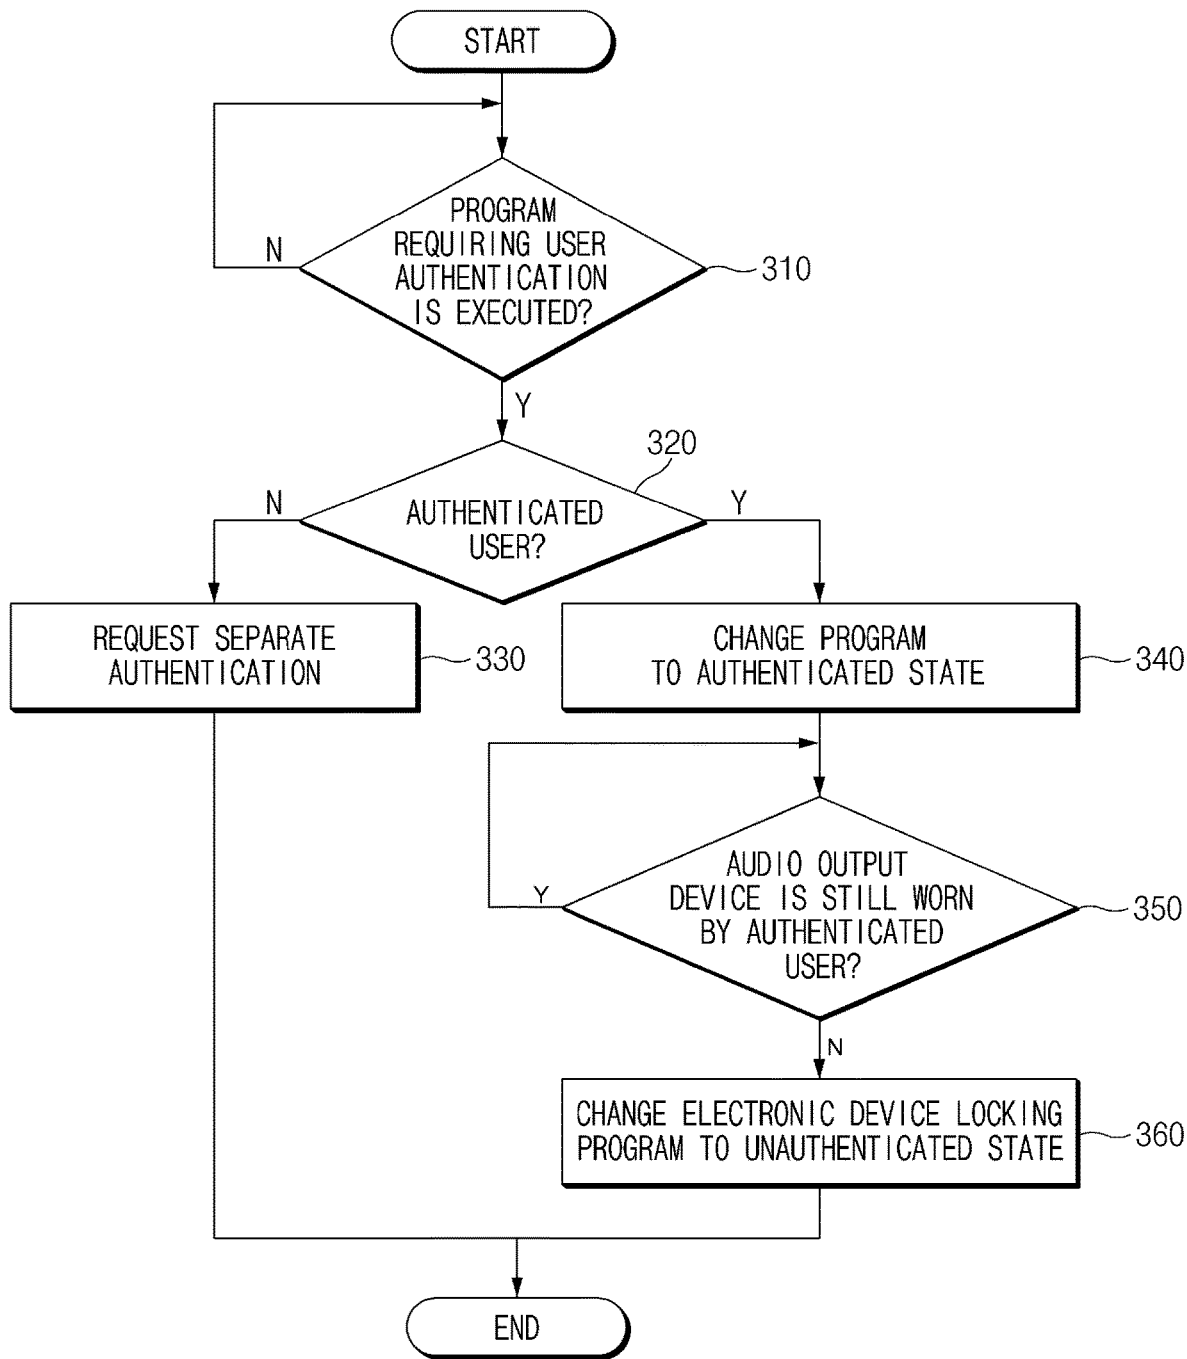 START
PROGRAM
REQUIRING USER
AUTHENTICATION
IS EXECUTED?
N
310
Y
320
N
Y
AUTHENTICATED
USER?
REQUEST SEPARATE
AUTHENTICATION
330
CHANGE PROGRAM
TO AUTHENTICATED STATE
340
AUDIO OUTPUT
DEVICE IS STILL WORN
BY AUTHENTICATED
USER?
Y
350
N
CHANGE ELECTRONIC DEVICE LOCKING
PROGRAM TO UNAUTHENTICATED STATE
360
END